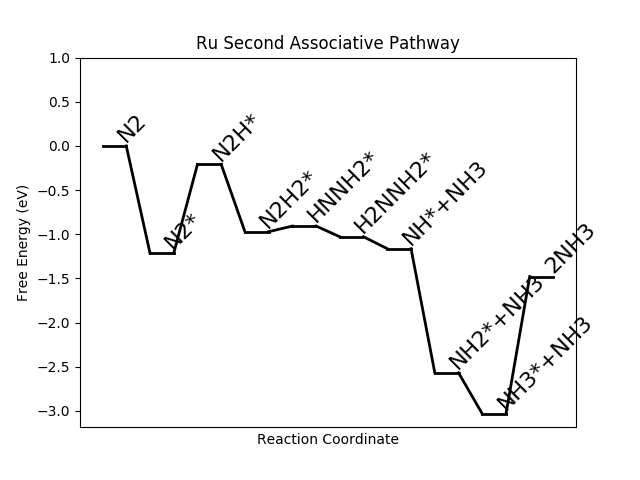 Ru Second Associative Pathway
Free Energy (eV)
1.0
0.5
0.0
−0.5
−1.0
−1.5
−2.0
−2.5
−3.0
N2
N2*
N2H*
N2H2*
HNNH2*
H2NNH2*
NH*+NH3
NH2*+NH3
NH3*+NH3
2NH3
Reaction Coordinate